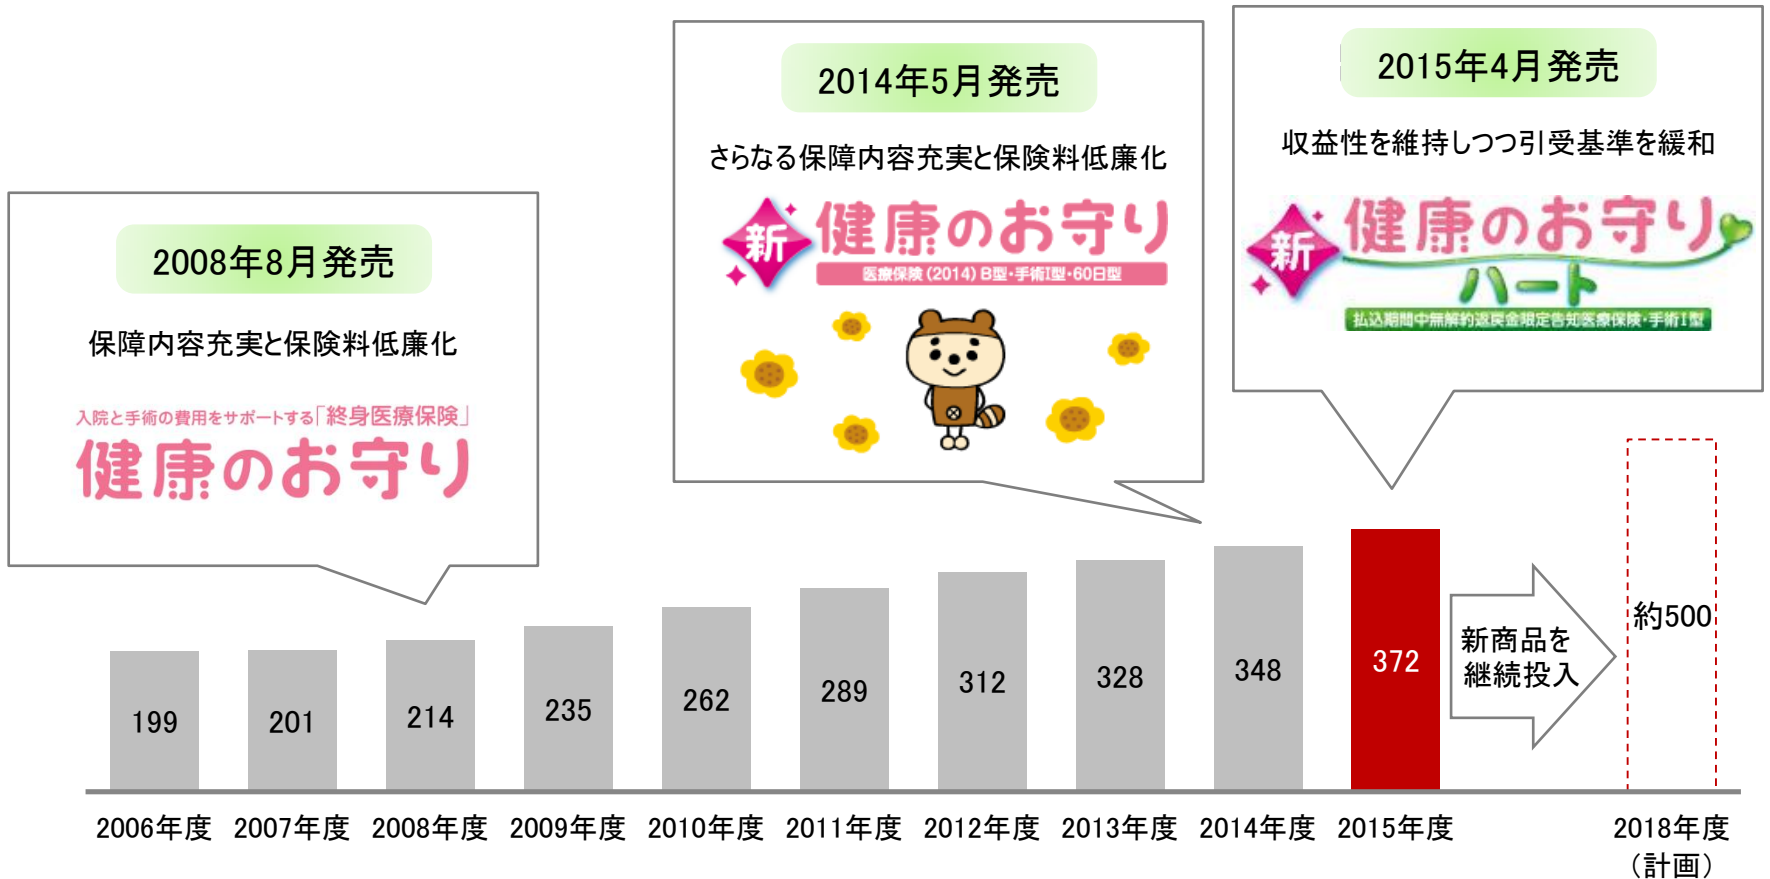 2008年8月発売
保障内容充実と保険料低廉化
入院と手術の費用をサポートする「終身医療保険」
健康のお守り
2014年5月発売
さらなる保障内容充実と保険料低廉化
新 健康のお守り
医療保険(2014) B型・手術Ⅰ型・60日型
2015年4月発売
収益性を維持しつつ引受基準を緩和
新 健康のお守り
ハート
払込期間中無解約返戻金限定告知医療保険・手術Ⅰ型
199
201
214
235
262
289
312
328
348
372
新商品を
継続投入
約500
2006年度
2007年度
2008年度
2009年度
2010年度
2011年度
2012年度
2013年度
2014年度
2015年度
2018年度
(計画)